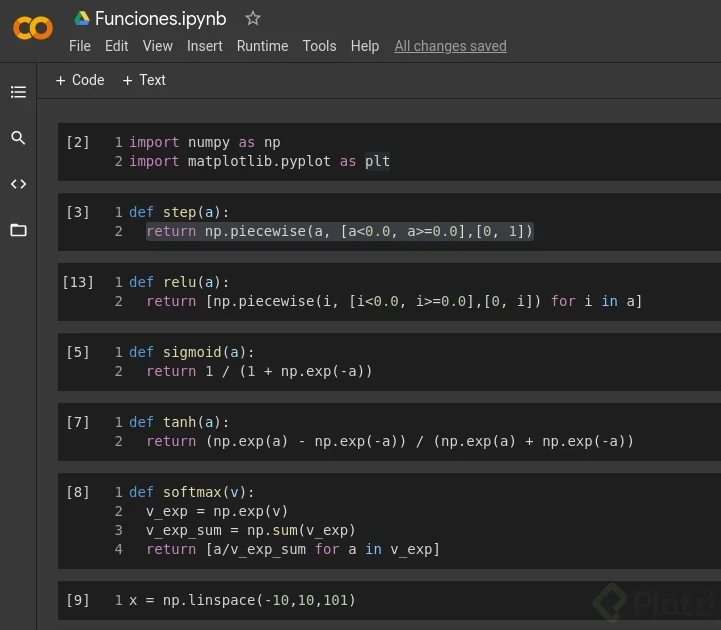 Funciones.ipynb
File Edit View Insert Runtime Tools Help All changes saved
+ Code + Text
[2] 1 import numpy as np
2 import matplotlib.pyplot as plt
[3] 1 def step(a):
2 return np.piecewise(a, [a<0.0, a>=0.0],[0, 1])
[13] 1 def relu(a):
2 return [np.piecewise(i, [i<0.0, i>=0.0],[0, i]) for i in a]
[5] 1 def sigmoid(a):
2 return 1 / (1 + np.exp(-a))
[7] 1 def tanh(a):
2 return (np.exp(a) - np.exp(-a)) / (np.exp(a) + np.exp(-a))
[8] 1 def softmax(v):
2 v_exp = np.exp(v)
3 v_exp_sum = np.sum(v_exp)
4 return [a/v_exp_sum for a in v_exp]
[9] 1 x = np.linspace(-10,10,101)
Platzi